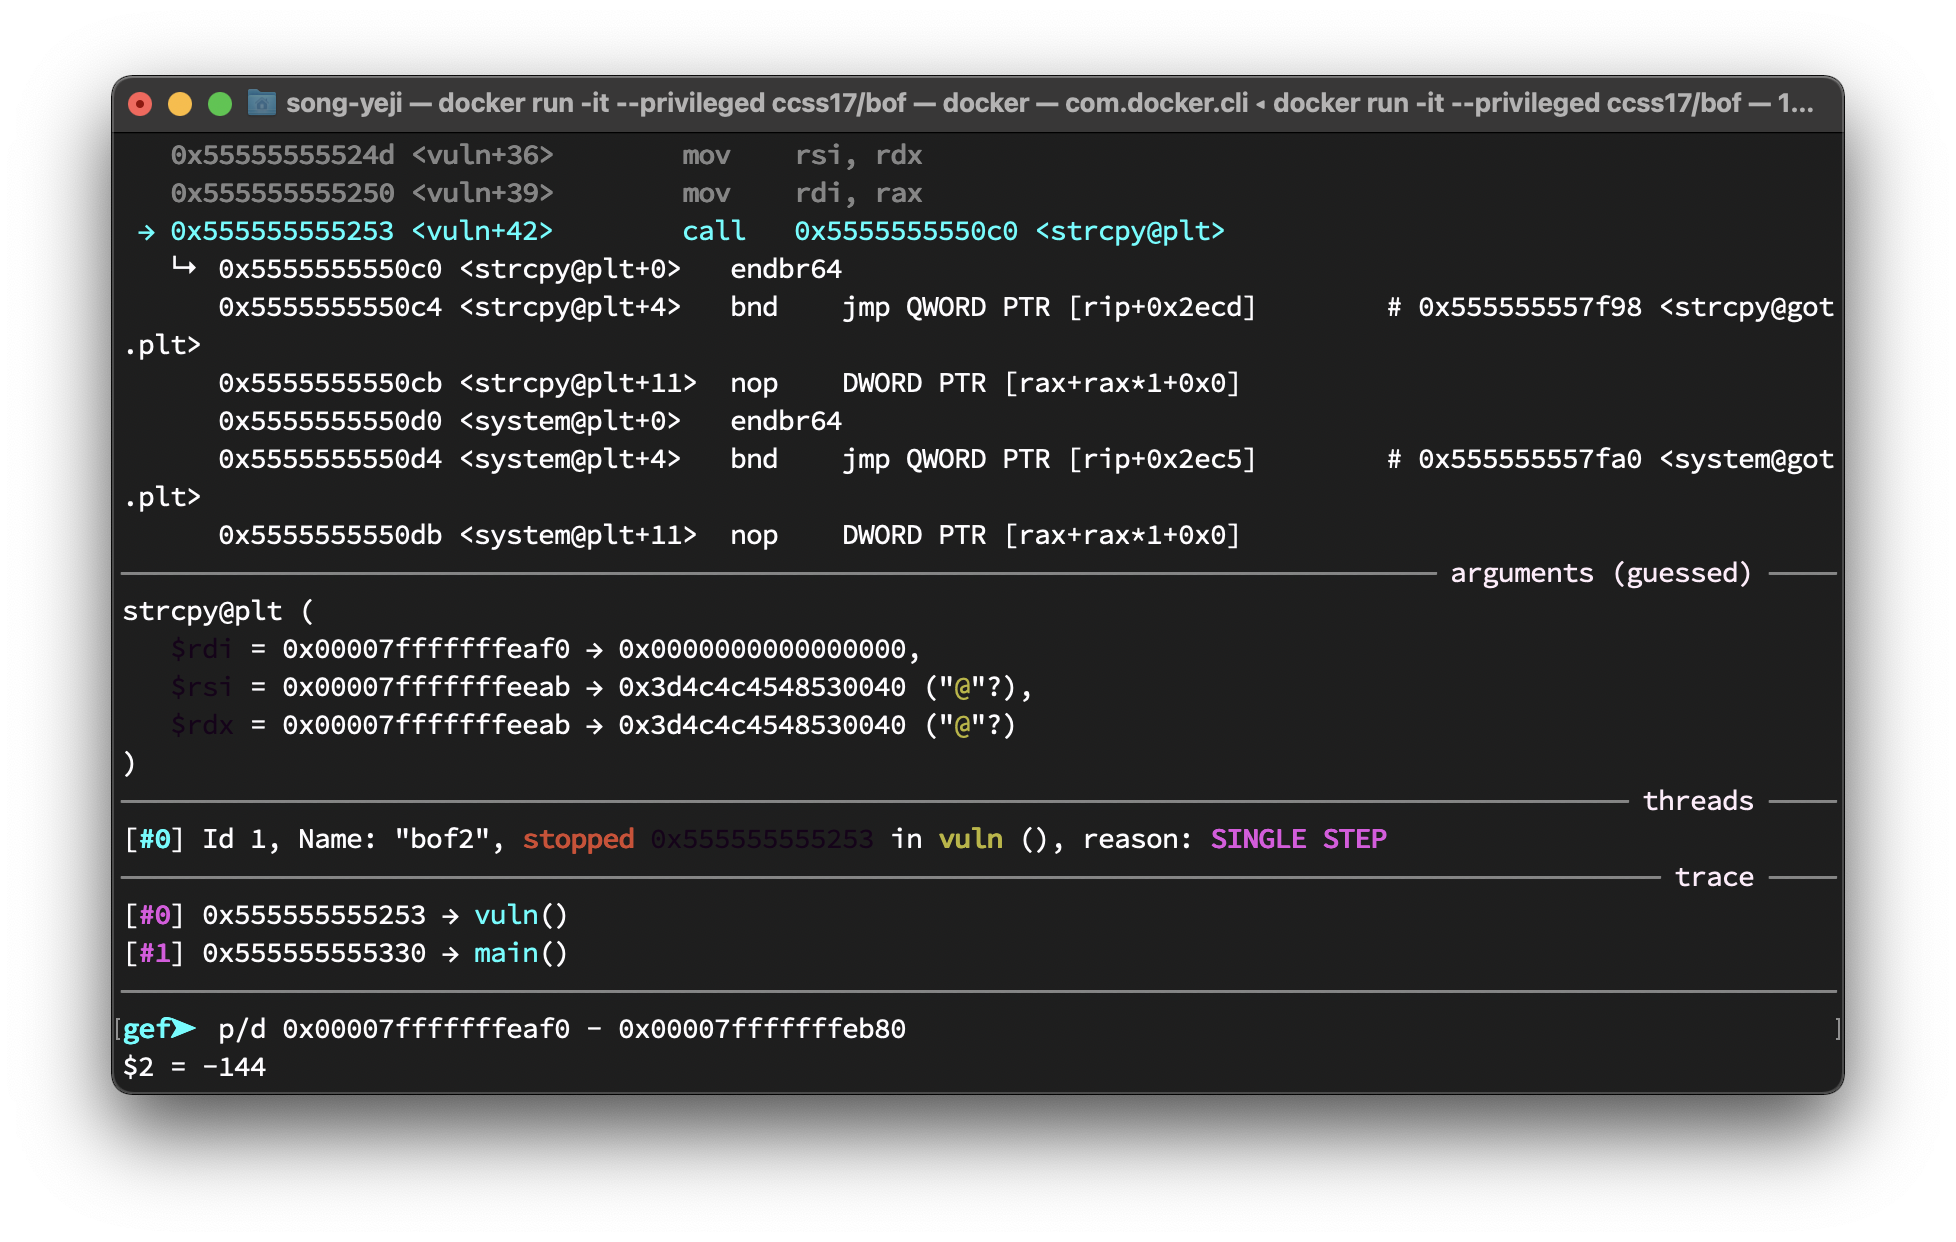 song-yeji — docker run -it --privileged ccss17/bof — docker — com.docker.cli ◂ docker run -it --privileged ccss17/bof — 1...
0x55555555524d <vuln+36> mov rsi, rdx
0x555555555250 <vuln+39> mov rdi, rax
→ 0x555555555253 <vuln+42> call 0x5555555550c0 <strcpy@plt>
↳ 0x5555555550c0 <strcpy@plt+0> endbr64
0x5555555550c4 <strcpy@plt+4> bnd jmp QWORD PTR [rip+0x2ecd] # 0x555555557f98 <strcpy@got
.plt>
0x5555555550cb <strcpy@plt+11> nop DWORD PTR [rax+rax*1+0x0]
0x5555555550d0 <system@plt+0> endbr64
0x5555555550d4 <system@plt+4> bnd jmp QWORD PTR [rip+0x2ec5] # 0x555555557fa0 <system@got
.plt>
0x5555555550db <system@plt+11> nop DWORD PTR [rax+rax*1+0x0]
arguments (guessed)
strcpy@plt (
$rdi = 0x00007fffffffeaf0 → 0x0000000000000000,
$rsi = 0x00007fffffffeeab → 0x3d4c4c4548530040 ("@"?),
$rdx = 0x00007fffffffeeab → 0x3d4c4c4548530040 ("@"?)
)
threads
[#0] Id 1, Name: "bof2", stopped 0x555555555253 in vuln (), reason: SINGLE STEP
trace
[#0] 0x555555555253 → vuln()
[#1] 0x555555555330 → main()
[gef➤ p/d 0x00007fffffffeaf0 - 0x00007fffffffeb80 ]
$2 = -144